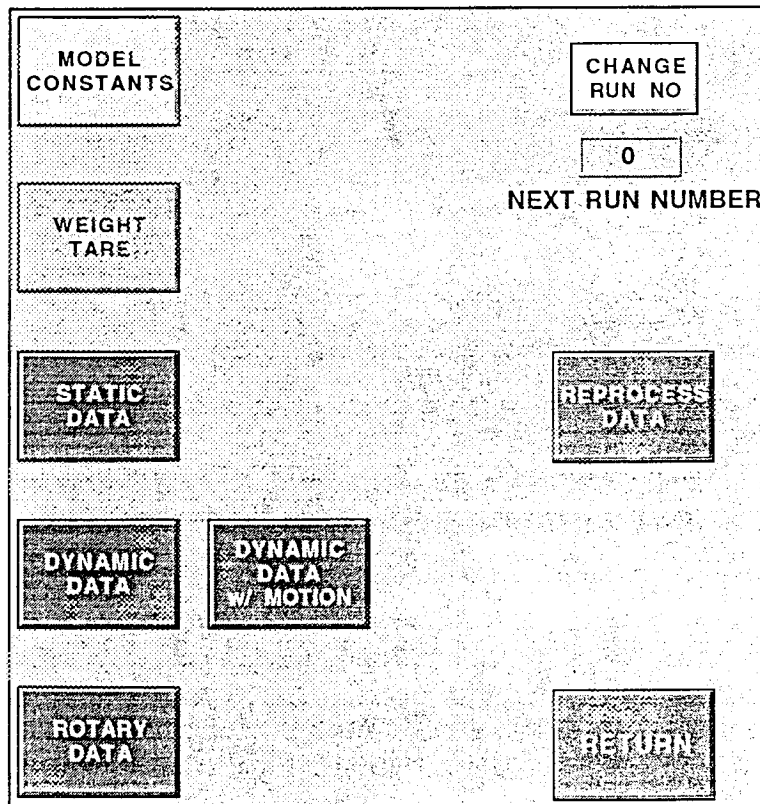 MODEL
CONSTANTS
CHANGE
RUN NO
0
NEXT RUN NUMBER
WEIGHT
TARE
STATIC
DATA
REPROCESS
DATA
DYNAMIC
DATA
DYNAMIC
DATA
w/ MOTION
ROTARY
DATA
RETURN